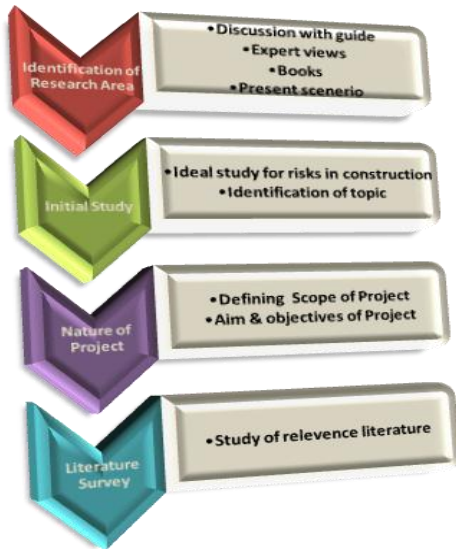 Identification of
Research Area
•Discussion with guide
•Expert views
•Books
•Present scenerio
Initial Study
•Ideal study for risks in construction
•Identification of topic
Nature of
Project
•Defining Scope of Project
•Aim & objectives of Project
Literature
Survey
•Study of relevence literature